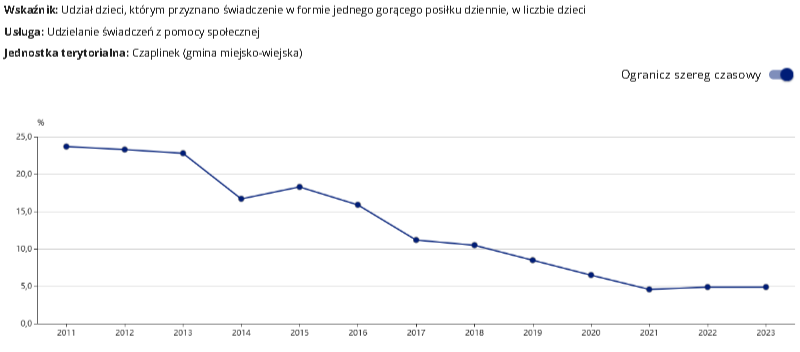 Wskaźnik: Udział dzieci, którym przyznano świadczenie w formie jednego gorącego posiłku dziennie, w liczbie dzieci
Usługa: Udzielanie świadczeń z pomocy społecznej
Jednostka terytorialna: Czaplinek (gmina miejsko-wiejska)
Ogranicz szereg czasowy
%
25,0
20,0
15,0
10,0
5,0
0,0
2011 2012 2013 2014 2015 2016 2017 2018 2019 2020 2021 2022 2023